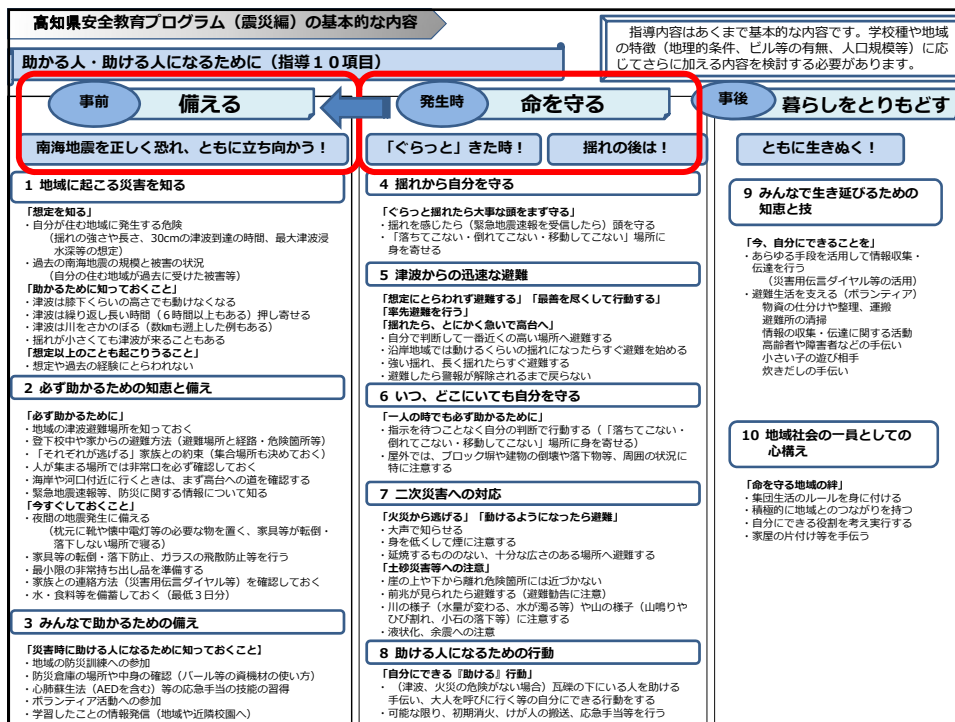 高知県安全教育プログラム（震災編）の基本的な内容
指導内容はあくまで基本的な内容です。学校種や地域
の特徴（地理的条件、ビル等の有無、人口規模等）に応
じてさらに加える内容を検討する必要があります。
助かる人・助ける人になるために（指導１０項目）
事前
備える
南海地震を正しく恐れ、ともに立ち向かう！
1 地域に起こる災害を知る
「想定を知る」
・自分が住む地域に発生する危険
（揺れの強さや長さ、30cmの津波到達の時間、最大津波浸
水深等の想定）
・過去の南海地震の規模と被害の状況
（自分の住む地域が過去に受けた被害等）
「助かるために知っておくこと」
・津波は膝下くらいの高さでも動けなくなる
・津波は繰り返し長い時間（６時間以上もある）押し寄せる
・津波は川をさかのぼる（数㎞も遡上した例もある）
・揺れが小さくても津波が来ることもある
「想定以上のことも起こりうること」
・想定や過去の経験にとらわれない
2 必ず助かるための知恵と備え
「必ず助かるために」
・地域の津波避難場所を知っておく
・登下校中や家からの避難方法（避難場所と経路・危険箇所等）
・「それぞれが逃げる」家族との約束（集合場所も決めておく）
・人が集まる場所では非常口を必ず確認しておく
・海岸や河口付近に行くときは、まず高台への道を確認する
・緊急地震速報等、防災に関する情報について知る
「今すぐしておくこと」
・夜間の地震発生に備える
（枕元に靴や懐中電灯等の必要な物を置く、家具等が転倒・
落下しない場所で寝る）
・家具等の転倒・落下防止、ガラスの飛散防止等を行う
・最小限の非常持ち出し品を準備する
・家族との連絡方法（災害用伝言ダイヤル等）を確認しておく
・水・食料等を備蓄しておく（最低３日分）
3 みんなで助かるための備え
「災害時に助ける人になるために知っておくこと】
・地域の防災訓練への参加
・防災倉庫の場所や中身の確認（バール等の資機材の使い方）
・心肺蘇生法（AEDを含む）等の応急手当の技能の習得
・ボランティア活動への参加
・学習したことの情報発信（地域や近隣校園へ）
発生時
命を守る
「ぐらっと」きた時！
揺れの後は！
4 揺れから自分を守る
「ぐらっと揺れたら大事な頭をまず守る」
・揺れを感じたら（緊急地震速報を受信したら）頭を守る
・「落ちてこない・倒れてこない・移動してこない」場所に
身を寄せる
5 津波からの迅速な避難
「想定にとらわれず避難する」「最善を尽くして行動する」
「率先避難を行う」
「揺れたら、とにかく急いで高台へ」
・自分で判断して一番近くの高い場所へ避難する
・沿岸地域では動けるくらいの揺れになったらすぐ避難を始める
・強い揺れ、長く揺れたらすぐ避難する
・避難したら警報が解除されるまで戻らない
6 いつ、どこにいても自分を守る
「一人の時でも必ず助かるために」
・指示を待つことなく自分の判断で行動する（「落ちてこない・
倒れてこない・移動してこない」場所に身を寄せる）
・屋外では、ブロック塀や建物の倒壊や落下物等、周囲の状況に
特に注意する
7 二次災害への対応
「火災から逃げる」「動けるようになったら避難」
・大声で知らせる
・身を低くして煙に注意する
・延焼するもののない、十分な広さのある場所へ避難する
「土砂災害等への注意」
・崖の上や下から離れ危険箇所には近づかない
・前兆が見られたら避難する（避難勧告に注意）
・川の様子（水量が変わる、水が濁る等）や山の様子（山鳴りや
ひび割れ、小石の落下等）に注意する
・液状化、余震への注意
8 助ける人になるための行動
「自分にできる『助ける』行動」
・（津波、火災の危険がない場合）瓦礫の下にいる人を助ける
手伝い、大人を呼びに行く等の自分にできる行動をする
・可能な限り、初期消火、けが人の搬送、応急手当等を行う
事後
暮らしをとりもどす
ともに生きぬく！
9 みんなで生き延びるための
知恵と技
「今、自分にできることを」
・あらゆる手段を活用して情報収集・
伝達を行う
（災害用伝言ダイヤル等の活用）
・避難生活を支える（ボランティア）
物資の仕分けや整理、運搬
避難所の清掃
情報の収集・伝達に関する活動
高齢者や障害者などの手伝い
小さい子の遊び相手
炊きだしの手伝い
10 地域社会の一員としての
心構え
「命を守る地域の絆」
・集団生活のルールを身に付ける
・積極的に地域とのつながりを持つ
・自分にできる役割を考え実行する
・家屋の片付け等を手伝う